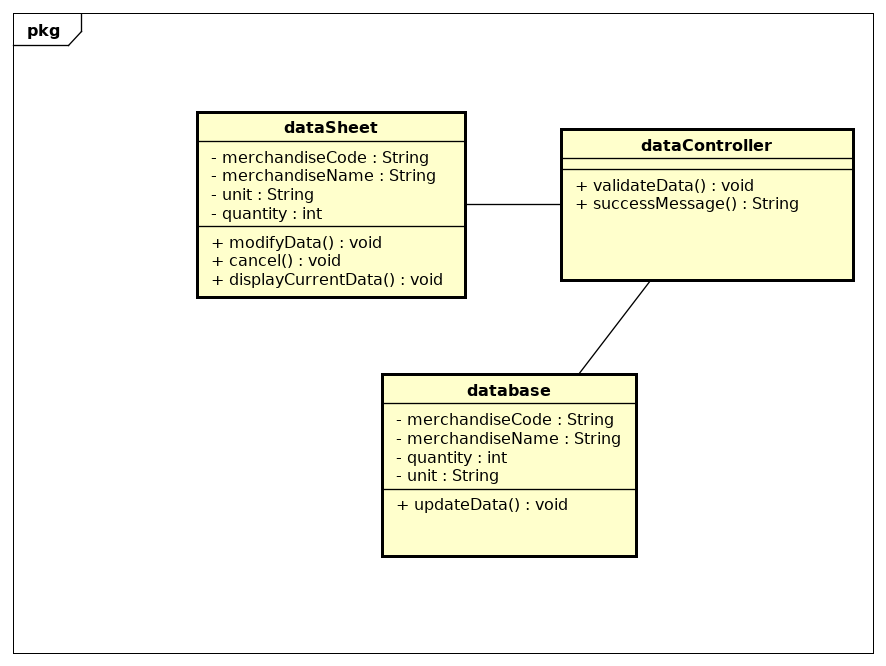 pkg
dataSheet
- merchandiseCode : String
- merchandiseName : String
- unit : String
- quantity : int
+ modifyData() : void
+ cancel() : void
+ displayCurrentData() : void
dataController
+ validateData() : void
+ successMessage() : String
database
- merchandiseCode : String
- merchandiseName : String
- quantity : int
- unit : String
+ updateData() : void